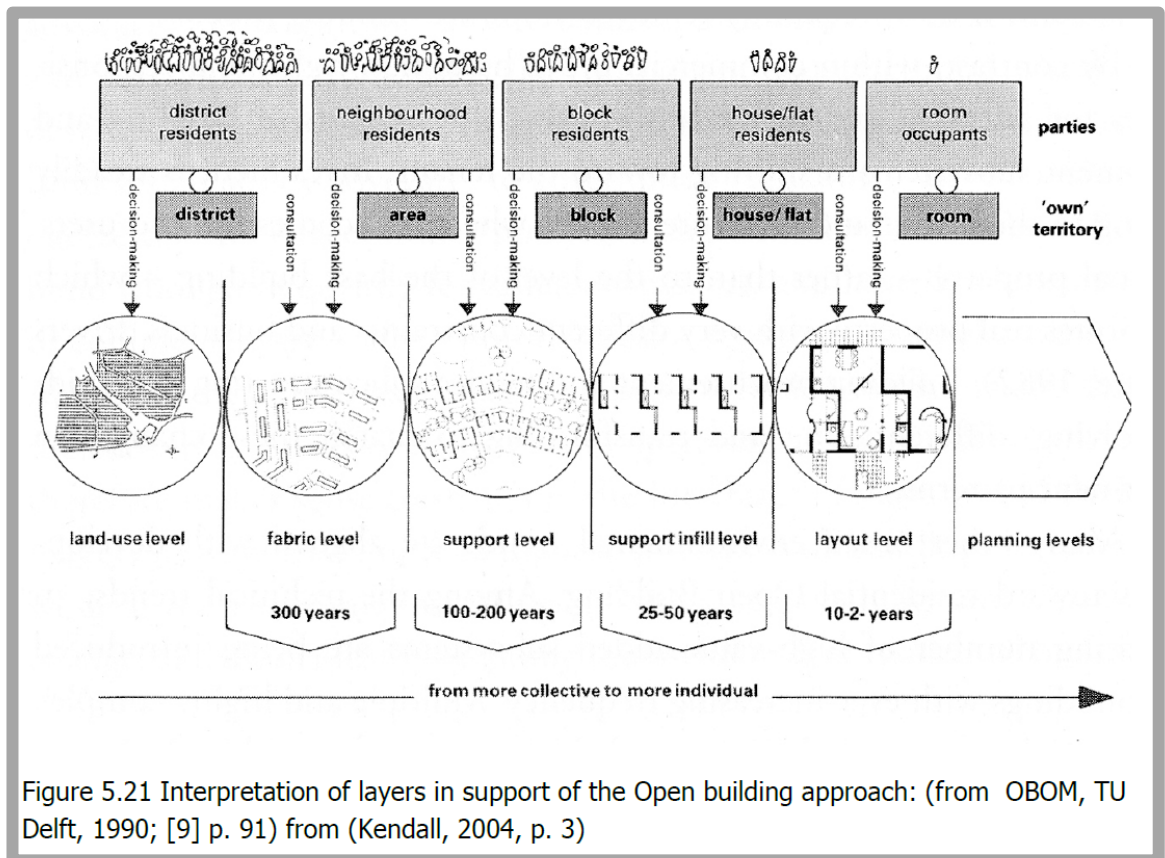 district
residents
neighbourhood
residents
block
residents
house/flat
residents
room
occupants
parties
decision-making
consultation
decision-making
consultation
decision-making
consultation
decision-making
consultation
decision-making
district
area
block
house/flat
room
'own'
territory
land-use level
fabric level
support level
support infill level
layout level
planning levels
300 years
100-200 years
25-50 years
10-2- years
from more collective to more individual
Figure 5.21 Interpretation of layers in support of the Open building approach: (from OBOM, TU
Delft, 1990; [9] p. 91) from (Kendall, 2004, p. 3)